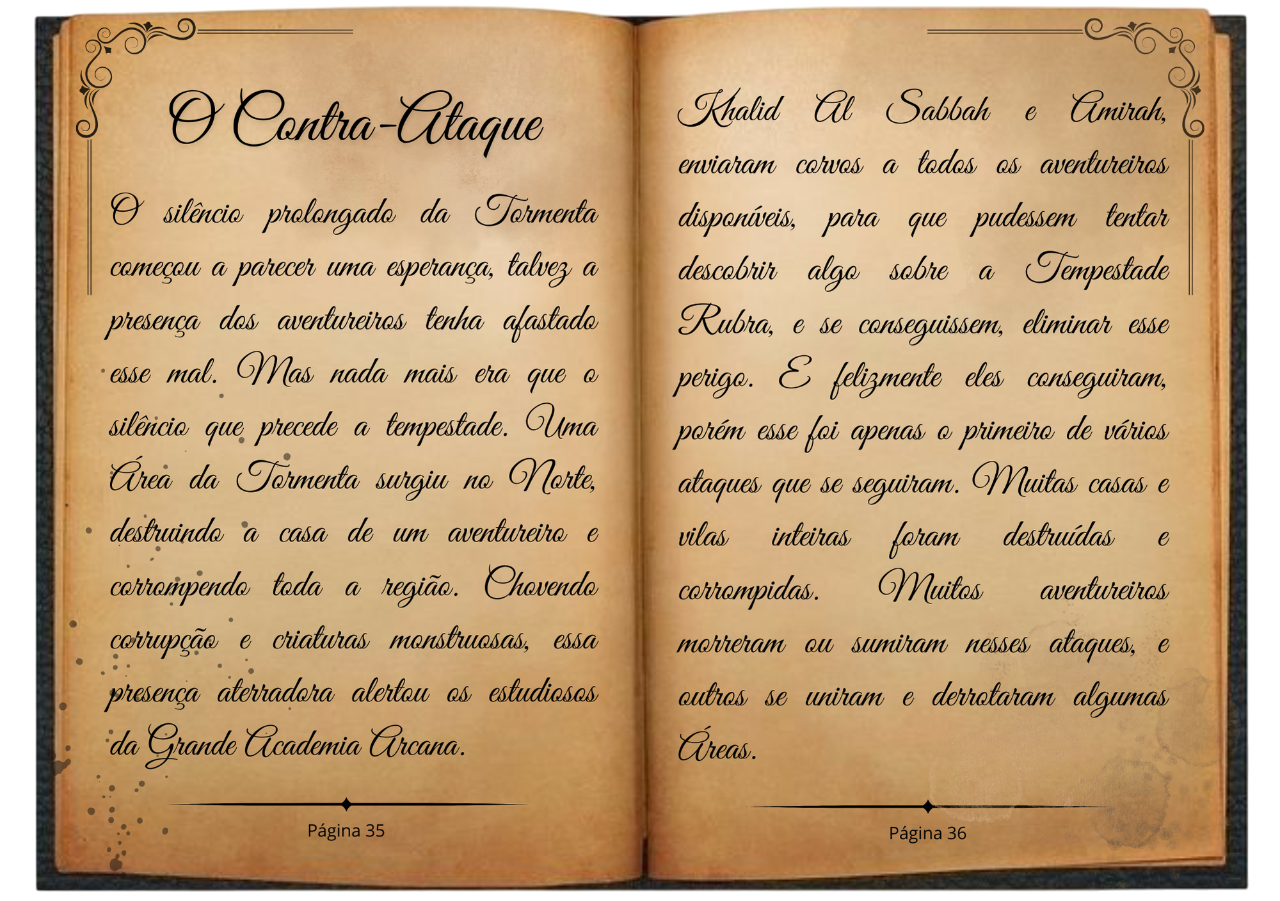 O Contra-Ataque
O silêncio prolongado da Tormenta
começou a parecer uma esperança, talvez a
presença dos aventureiros tenha afastado
esse mal. Mas nada mais era que o
silêncio que precede a tempestade. Uma
Área da Tormenta surgiu no Norte,
destruindo a casa de um aventureiro e
corrompendo toda a região. Chovendo
corrupção e criaturas monstruosas, essa
presença aterradora alertou os estudiosos
da Grande Academia Arcana.
Página 35
Khalid Al Sabbah e Amirah,
enviaram corvos a todos os aventureiros
disponíveis, para que pudessem tentar
descobrir algo sobre a Tempestade
Rubra, e se conseguissem, eliminar esse
perigo. E felizmente eles conseguiram,
porém esse foi apenas o primeiro de vários
ataques que se seguiram. Muitas casas e
vilas inteiras foram destruídas e
corrompidas. Muitos aventureiros
morreram ou sumiram nesses ataques, e
outros se uniram e derrotaram algumas
Áreas.
Página 36